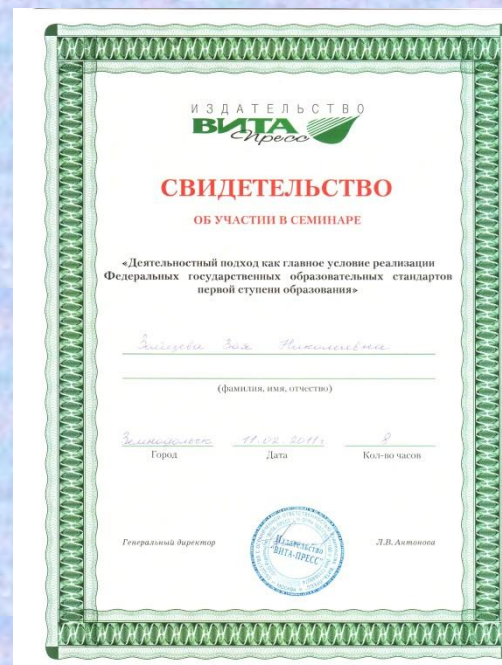 ИЗДАТЕЛЬСТВО
ВИТА
Пресс
СВИДЕТЕЛЬСТВО
ОБ УЧАСТИИ В СЕМИНАРЕ
«Деятельностный подход как главное условие реализации
Федеральных государственных образовательных стандартов
первой ступени образования»
Зоя Николаевна
(фамилия, имя, отчество)
11.02.2011г 8
Город Дата Кол-во часов
Генеральный директор Л.В. Антонова
Издательство
"ВИТА-ПРЕСС"